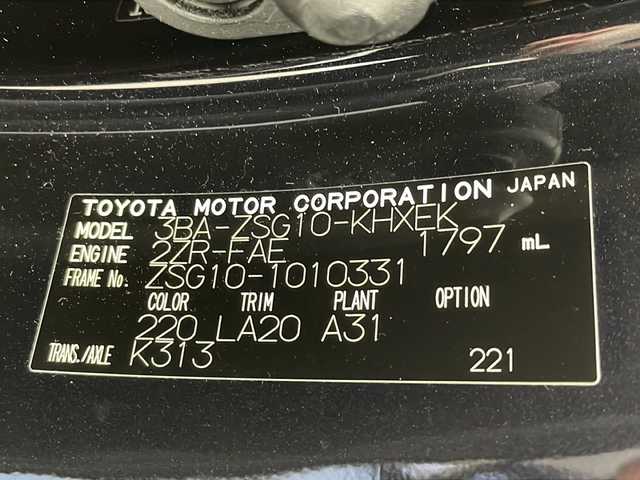 TOYOTA MOTOR CORPORATION JAPAN
MODEL 3BA-ZSG10-KHXEK
ENGINE 2ZR-FAE 1797 mL
FRAME No. ZSG10-1010331
COLOR TRIM PLANT OPTION
220 LA20 A31
TRANS./AXLE K313 221